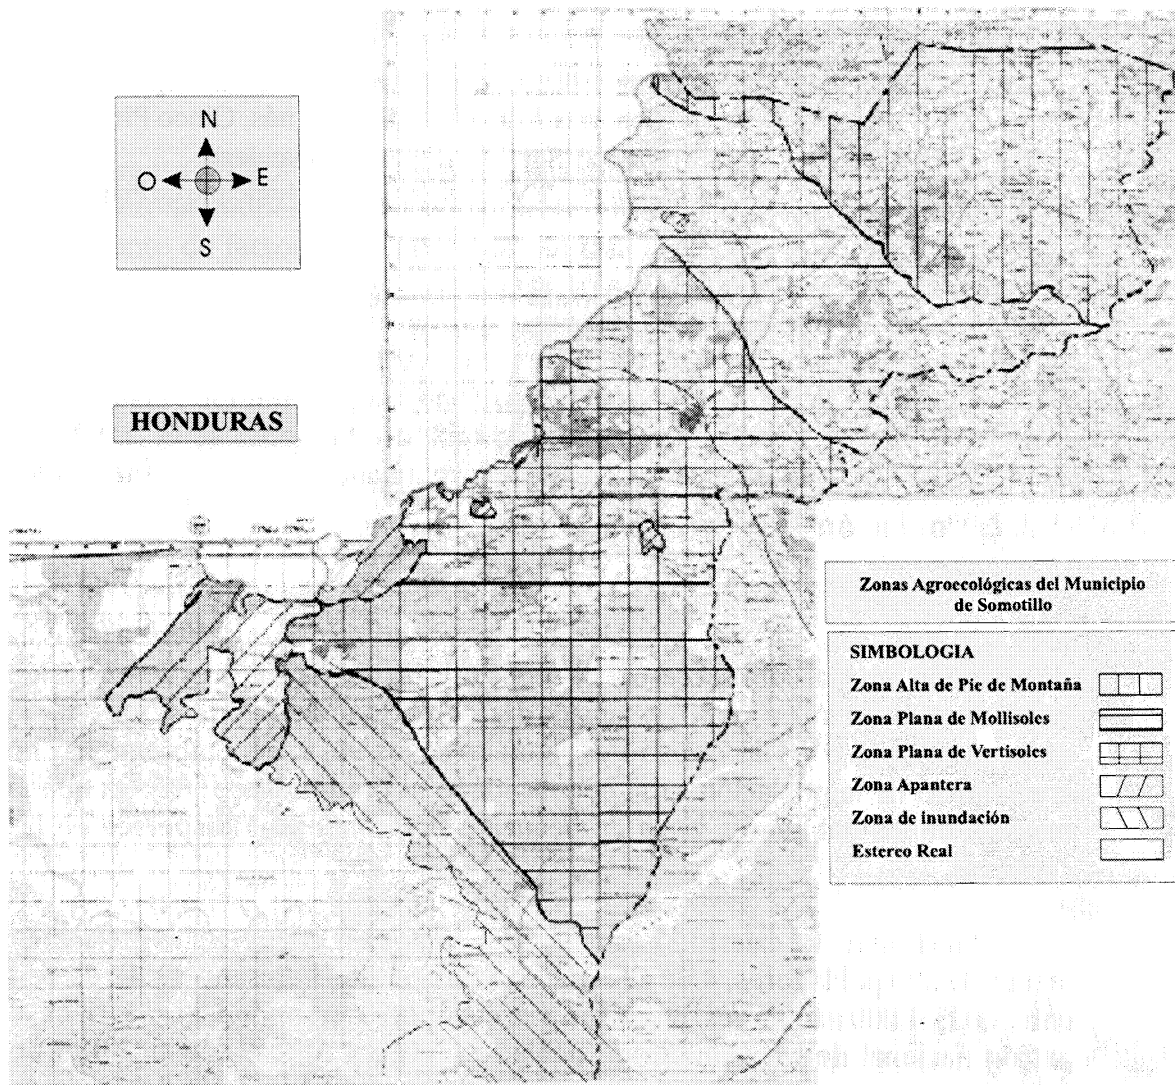 N
O E
S
HONDURAS
Zonas Agroecológicas del Municipio
de Somotillo
SIMBOLOGIA
Zona Alta de Pie de Montaña
Zona Plana de Mollisoles
Zona Plana de Vertisoles
Zona Apantera
Zona de inundación
Estereo Real